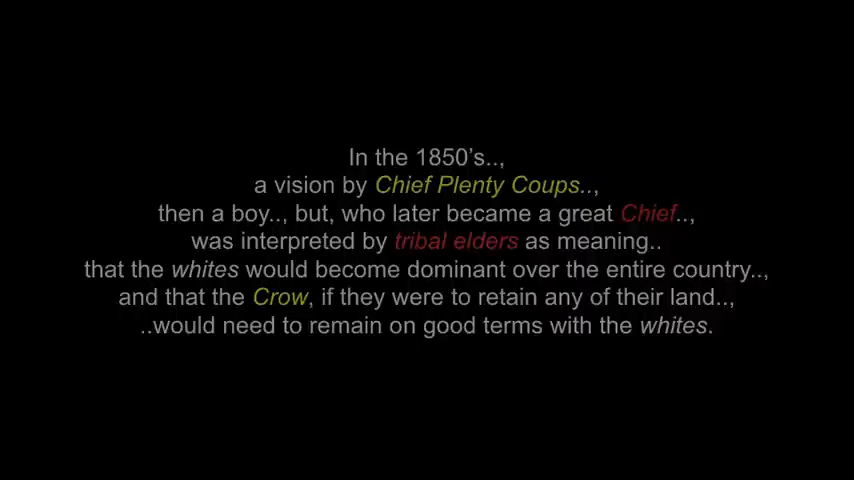 In the 1850’s..,
a vision by Chief Plenty Coups..,
then a boy.., but, who later became a great Chief..,
was interpreted by tribal elders as meaning..
that the whites would become dominant over the entire country..,
and that the Crow, if they were to retain any of their land..,
..would need to remain on good terms with the whites.